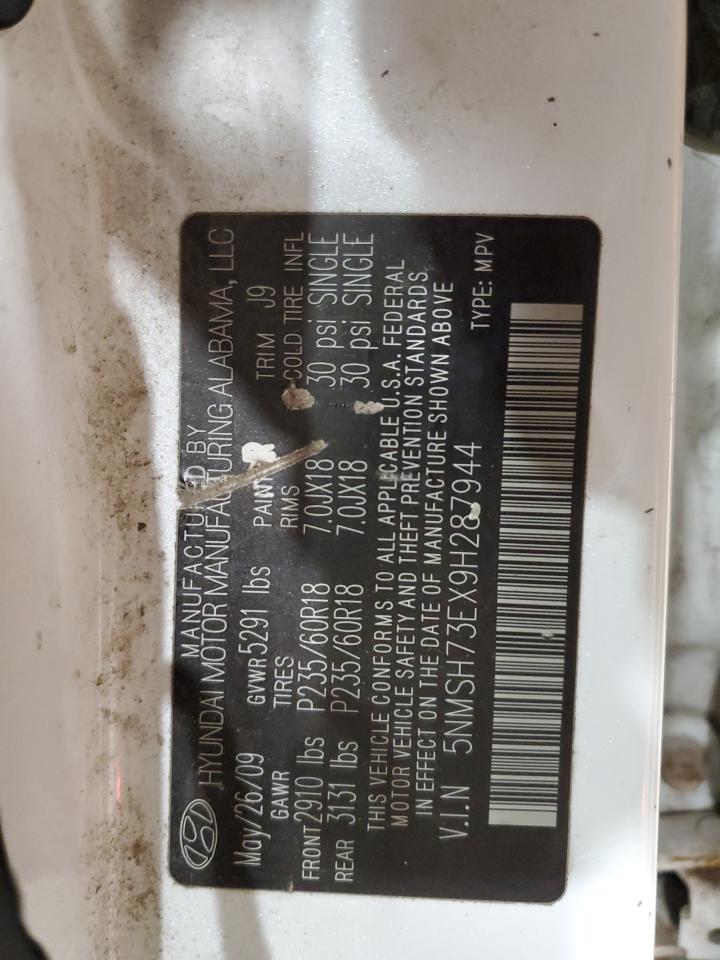 MANUFACTURED BY
HYUNDAI MOTOR MANUFACTURING ALABAMA, LLC
May/26/09 GVWR 5291 lbs PAINT TRIM J9
GAWR TIRES RIMS COLD TIRE INFL
FRONT 2910 lbs P235/60R18 7.0JX18 30 psi SINGLE
REAR 3131 lbs P235/60R18 7.0JX18 30 psi SINGLE
THIS VEHICLE CONFORMS TO ALL APPLICABLE U.S.A. FEDERAL
MOTOR VEHICLE SAFETY AND THEFT PREVENTION STANDARDS
IN EFFECT ON THE DATE OF MANUFACTURE SHOWN ABOVE
V.I.N 5NMSH73EX9H287944 TYPE: MPV